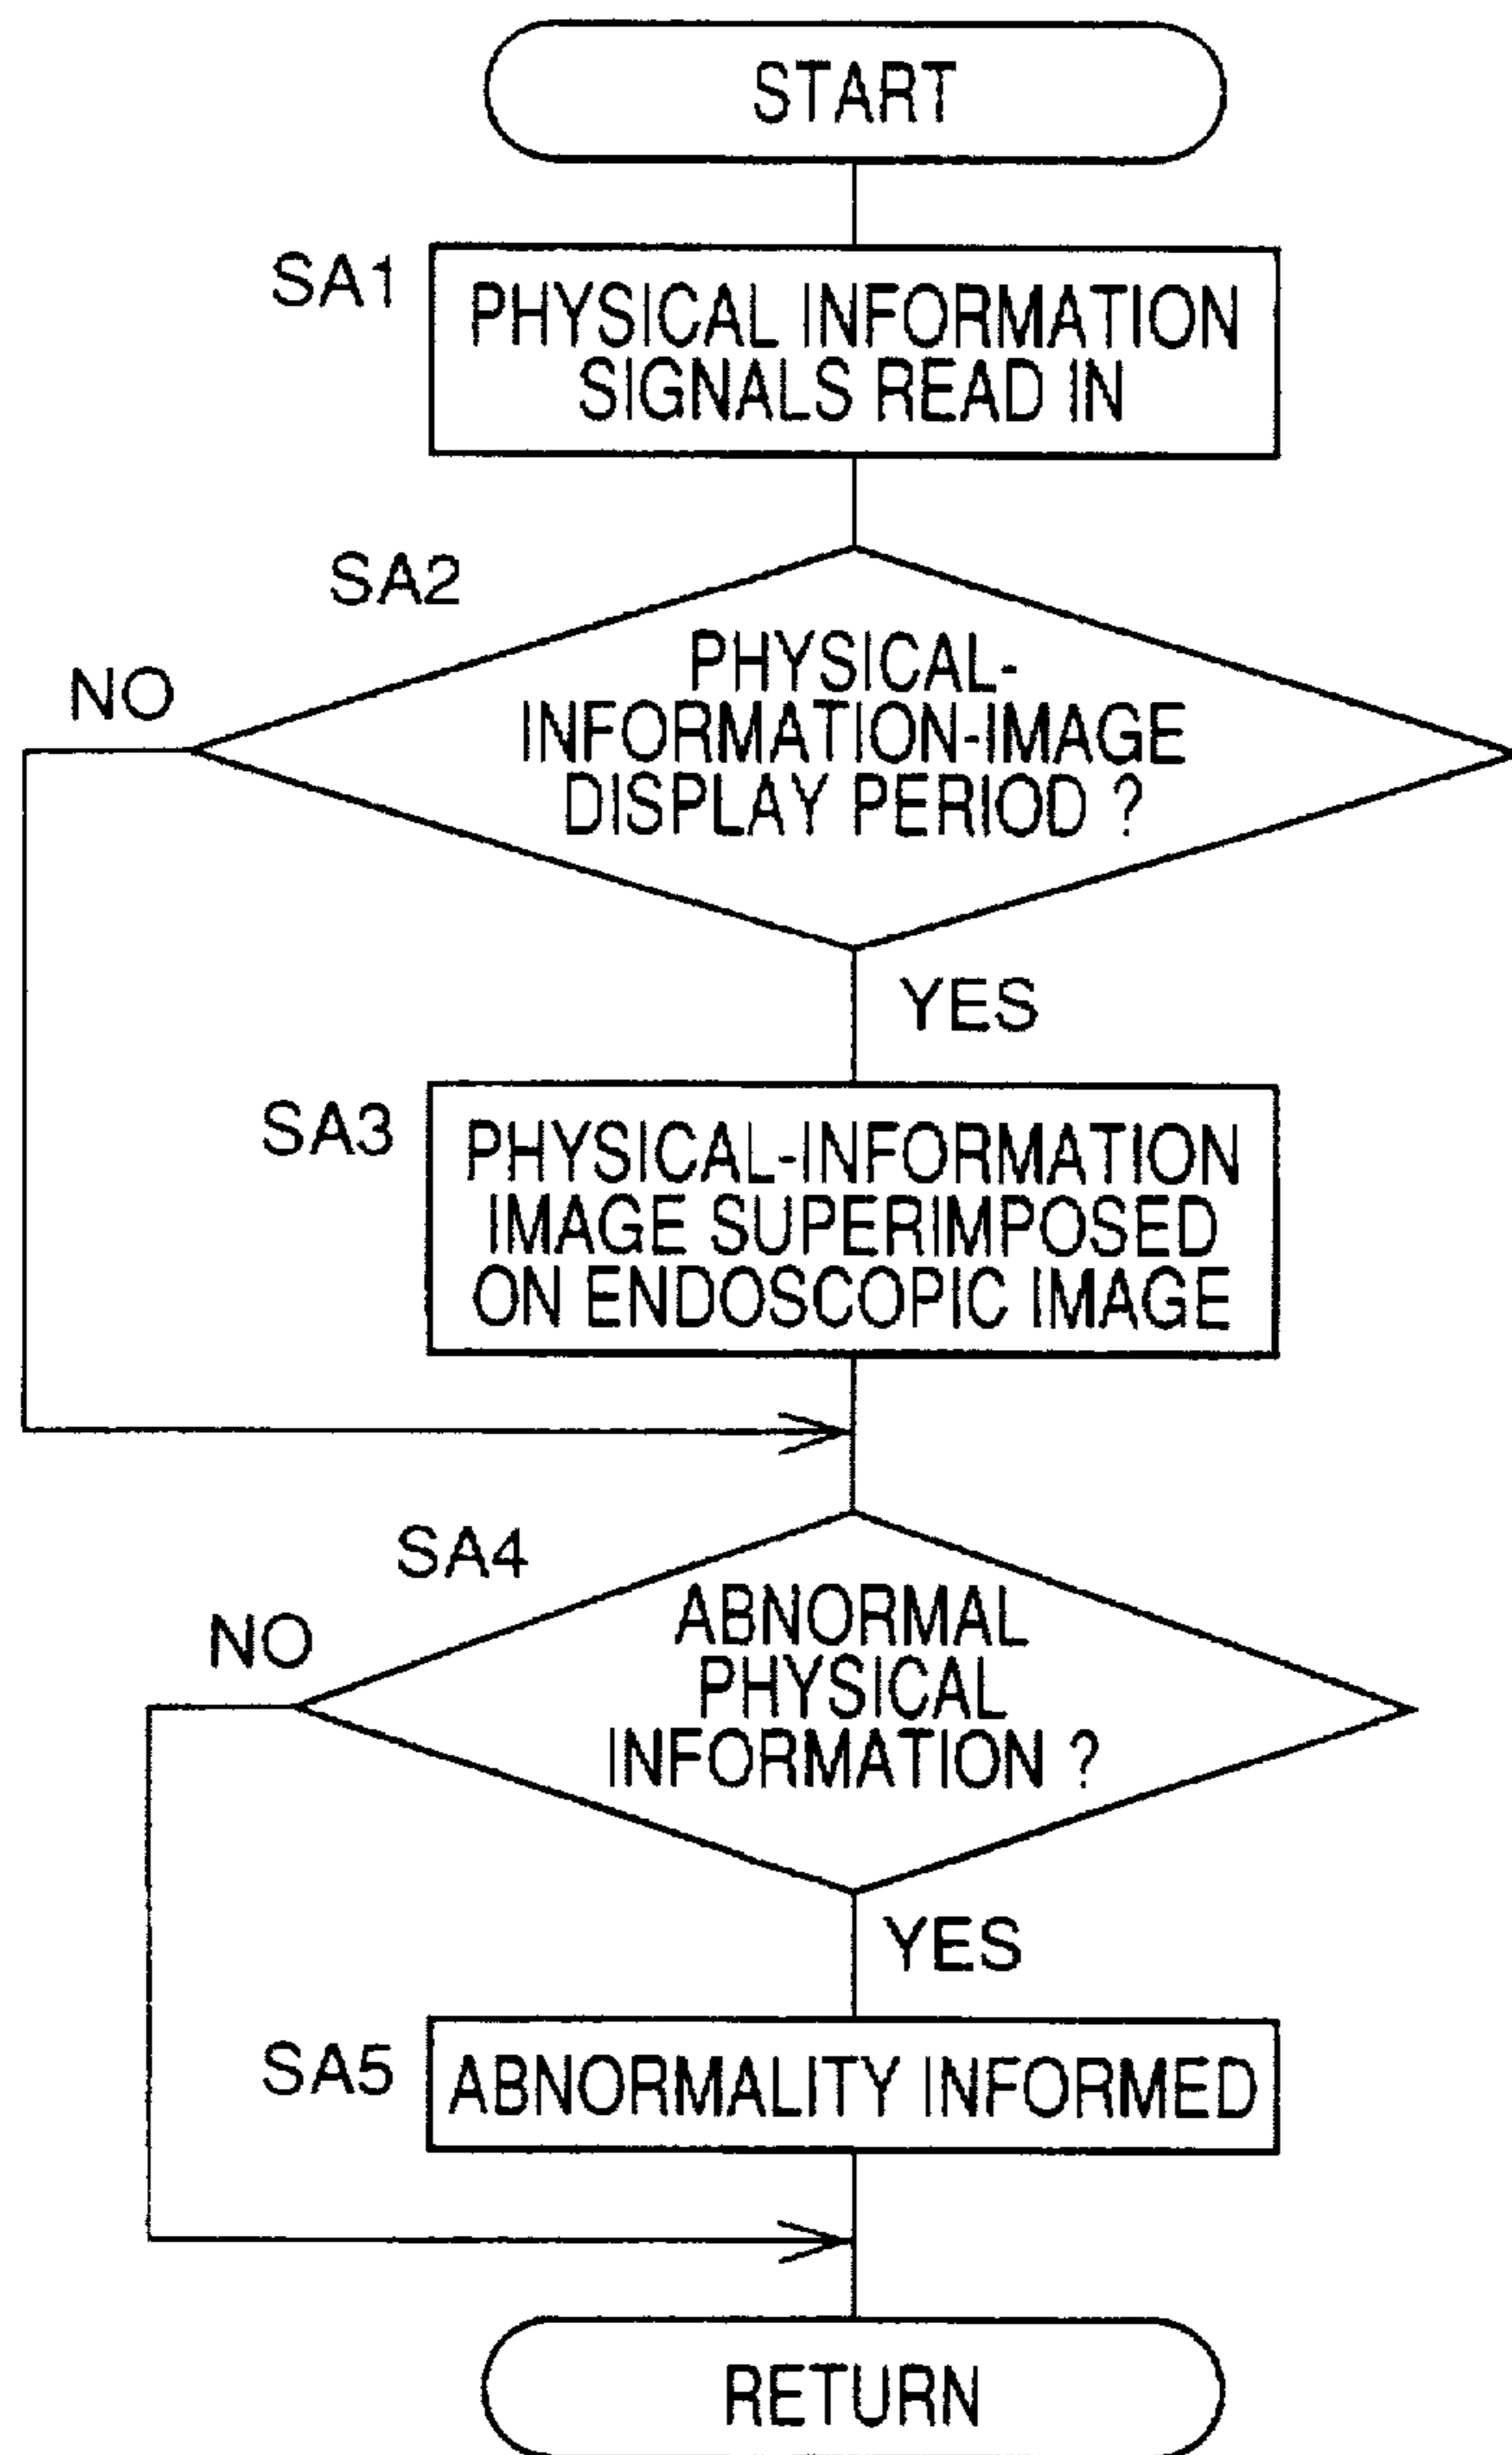 START
SA1
PHYSICAL INFORMATION
SIGNALS READ IN
SA2
NO
PHYSICAL-
INFORMATION-IMAGE
DISPLAY PERIOD ?
YES
SA3
PHYSICAL-INFORMATION
IMAGE SUPERIMPOSED
ON ENDOSCOPIC IMAGE
SA4
NO
ABNORMAL
PHYSICAL
INFORMATION ?
YES
SA5
ABNORMALITY INFORMED
RETURN